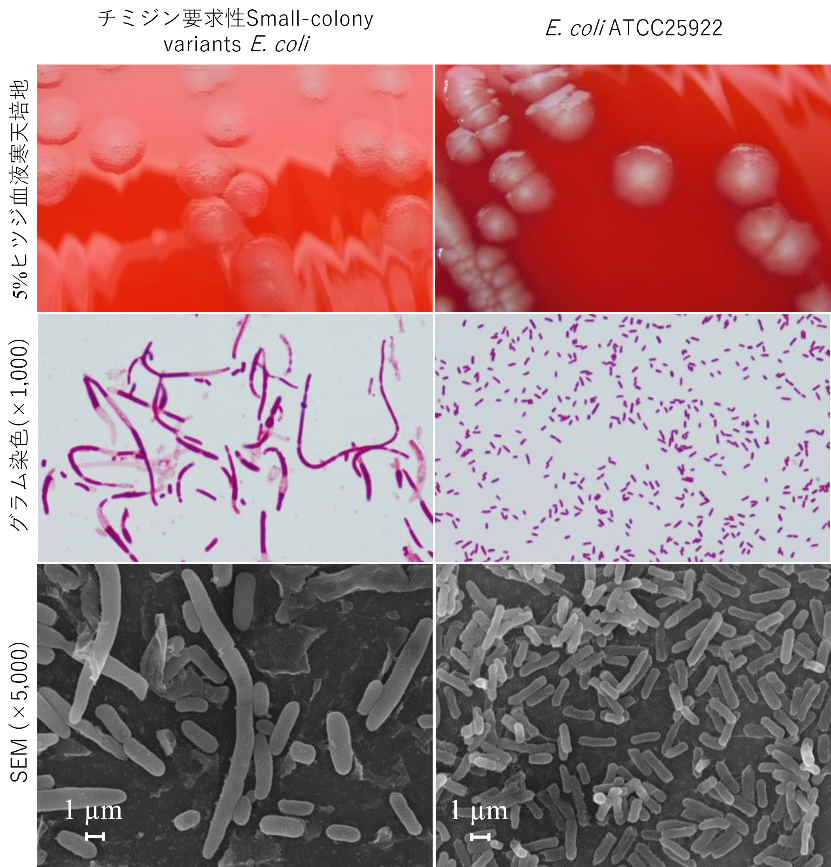 チミジン要求性Small-colony
variants E. coli
E. coli ATCC25922
5%ヒツジ血液寒天培地
グラム染色(×1,000)
SEM (×5,000)
1 μm
1 μm